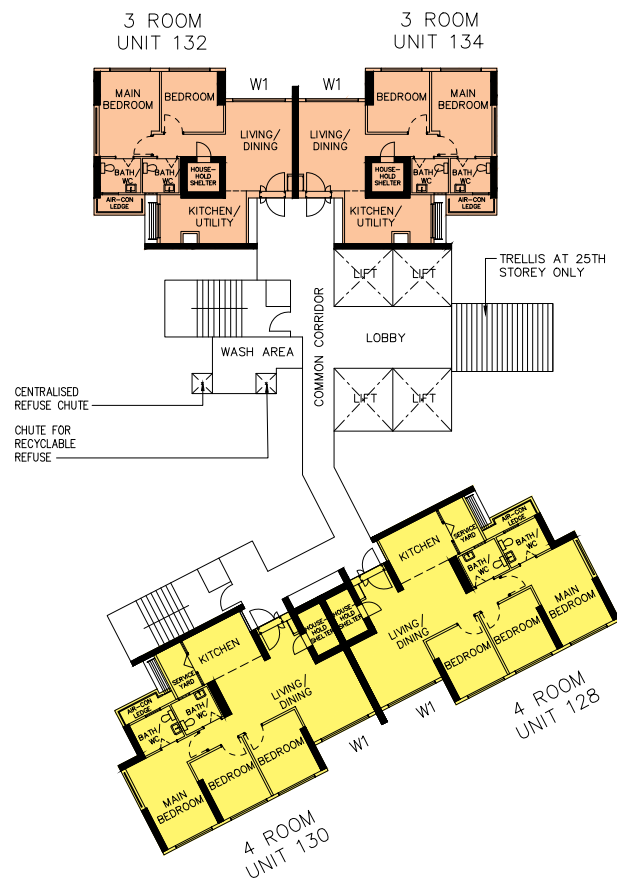 3 ROOM
UNIT 132
3 ROOM
UNIT 134
W1
W1
MAIN
BEDROOM
BEDROOM
LIVING/
DINING
BATH/
WC
BATH/
WC
HOUSE-
HOLD
SHELTER
AIR-CON
LEDGE
KITCHEN/
UTILITY
LIVING/
DINING
BEDROOM
MAIN
BEDROOM
HOUSE-
HOLD
SHELTER
BATH/
WC
BATH/
WC
AIR-CON
LEDGE
KITCHEN/
UTILITY
LIFT
LIFT
TRELLIS AT 25TH
STOREY ONLY
COMMON CORRIDOR
LOBBY
WASH AREA
LIFT
LIFT
CENTRALISED
REFUSE CHUTE
CHUTE FOR
RECYCLABLE
REFUSE
KITCHEN
SERVICE
YARD
AIR-CON
LEDGE
BATH/
WC
BATH/
WC
MAIN
BEDROOM
BEDROOM
BEDROOM
LIVING/
DINING
HOUSE-
HOLD
SHELTER
W1
4 ROOM
UNIT 128
HOUSE-
HOLD
SHELTER
KITCHEN
SERVICE
YARD
AIR-CON
LEDGE
BATH/
WC
BATH/
WC
LIVING/
DINING
BEDROOM
BEDROOM
MAIN
BEDROOM
W1
4 ROOM
UNIT 130